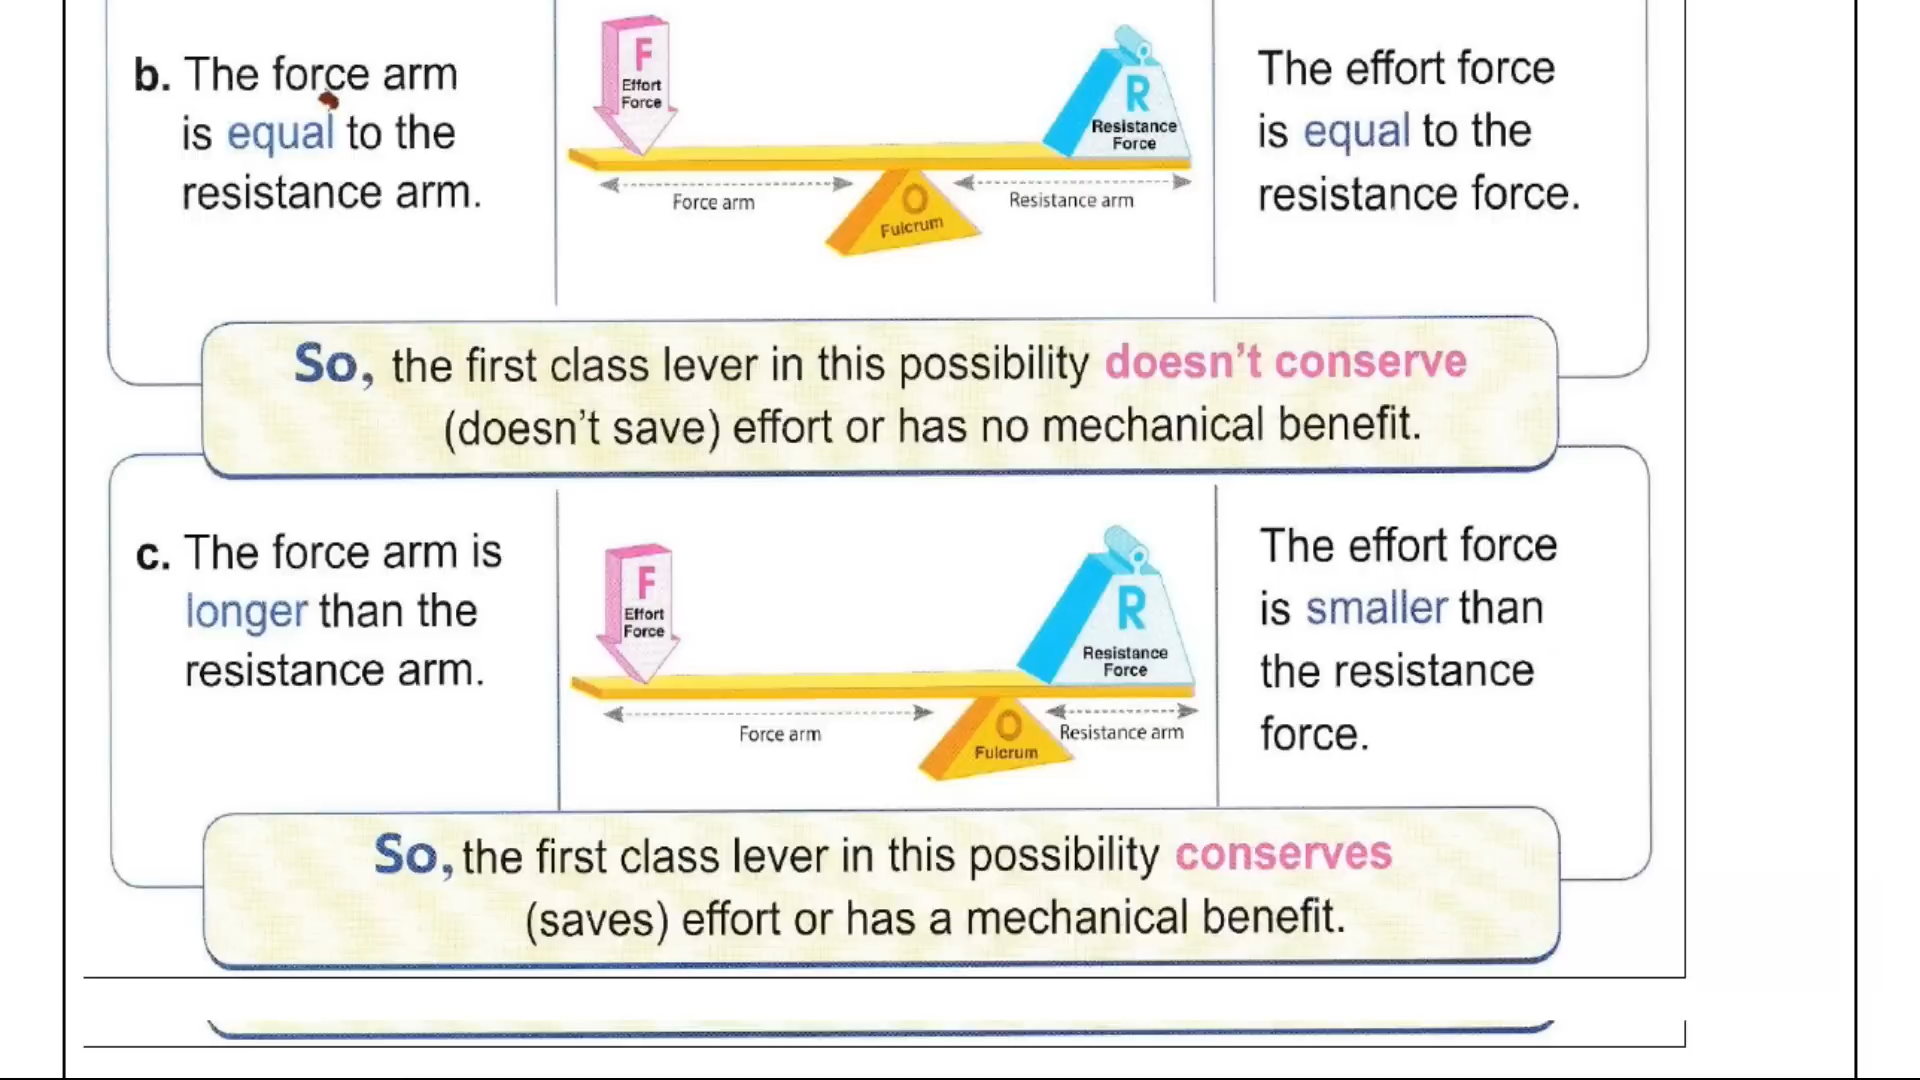 b. The force arm
is equal to the
resistance arm.
F
Effort
Force
R
Resistance
Force
Force arm
Resistance arm
O
Fulcrum
The effort force
is equal to the
resistance force.
So, the first class lever in this possibility doesn't conserve
(doesn't save) effort or has no mechanical benefit.
c. The force arm is
longer than the
resistance arm.
F
Effort
Force
R
Resistance
Force
Force arm
Resistance arm
O
Fulcrum
The effort force
is smaller than
the resistance
force.
So, the first class lever in this possibility conserves
(saves) effort or has a mechanical benefit.